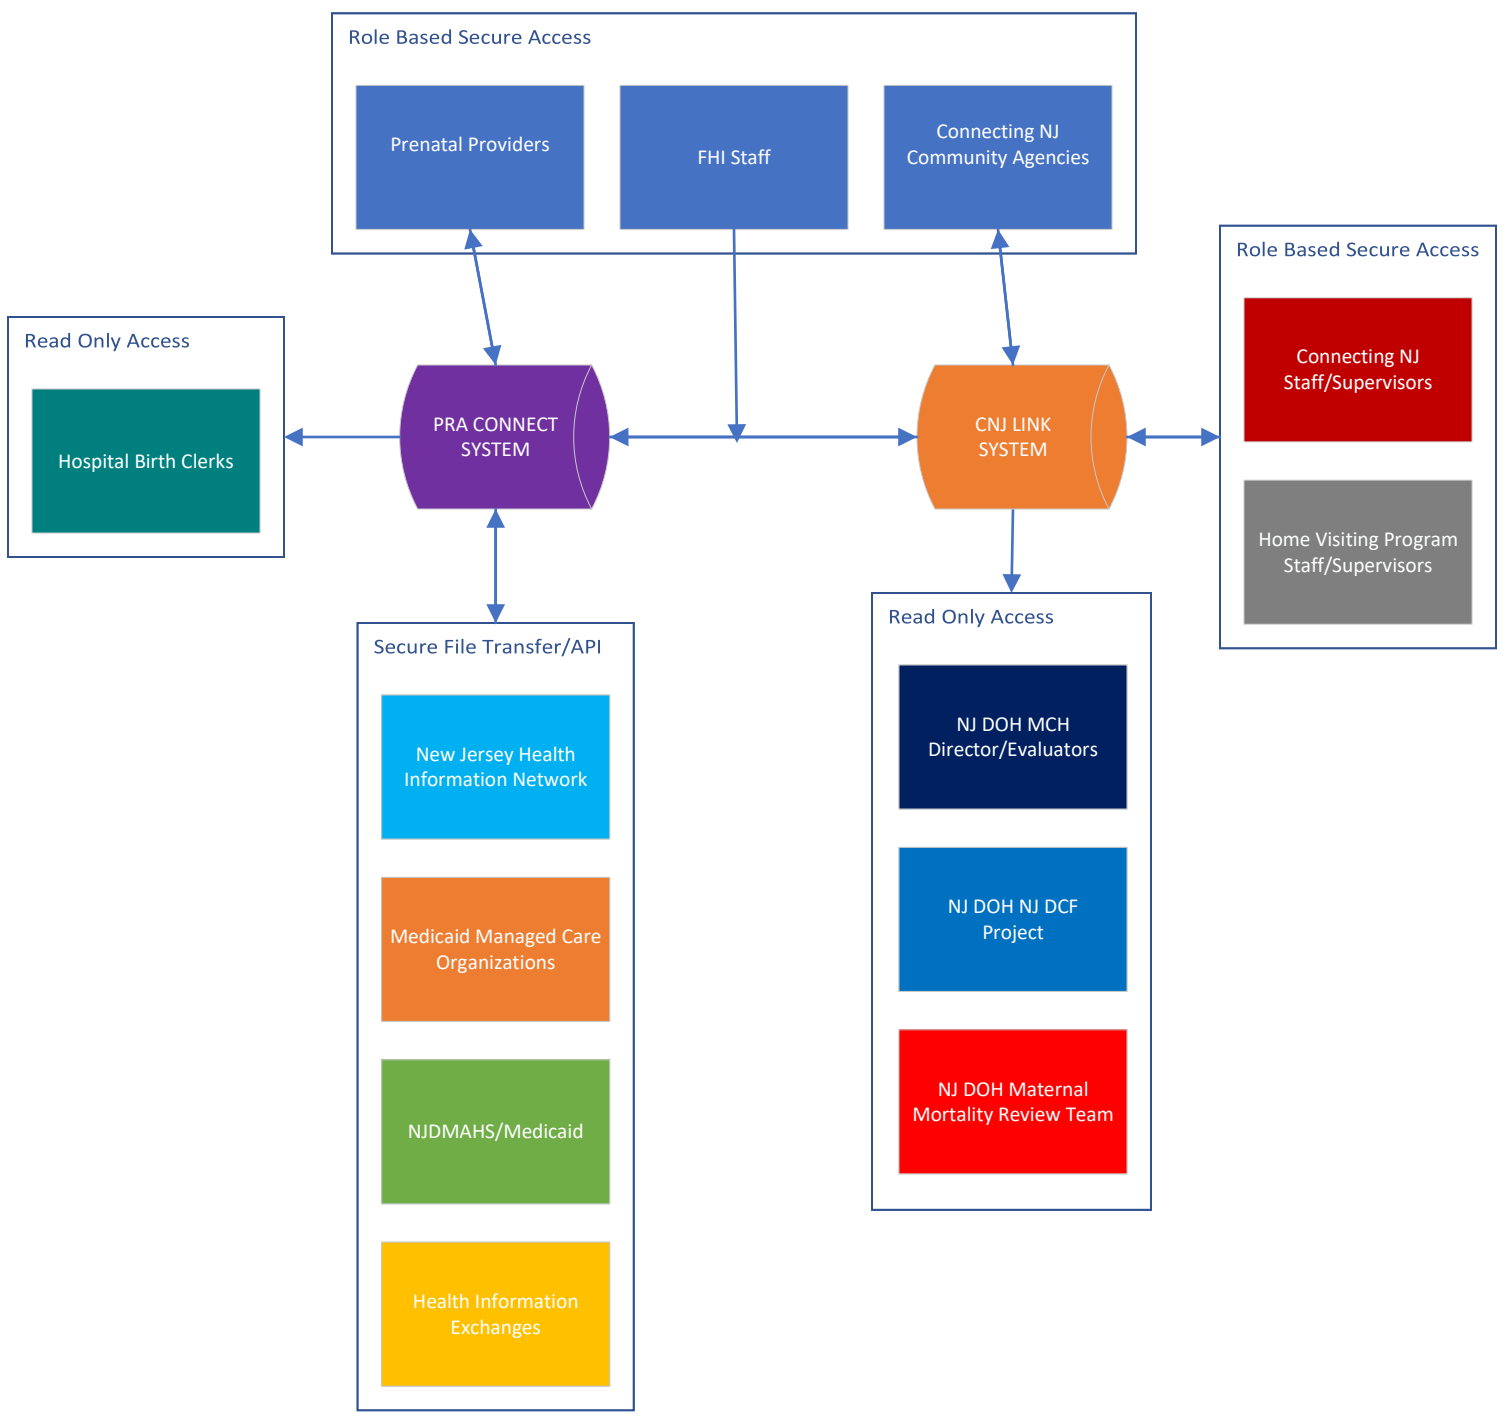 Role Based Secure Access
Prenatal Providers
FHI Staff
Connecting NJ
Community Agencies
Role Based Secure Access
Connecting NJ
Staff/Supervisors
Home Visiting Program
Staff/Supervisors
Read Only Access
Hospital Birth Clerks
PRA CONNECT
SYSTEM
CNJ LINK
SYSTEM
Secure File Transfer/API
New Jersey Health
Information Network
Medicaid Managed Care
Organizations
NJDMAHS/Medicaid
Health Information
Exchanges
Read Only Access
NJ DOH MCH
Director/Evaluators
NJ DOH NJ DCF
Project
NJ DOH Maternal
Mortality Review Team